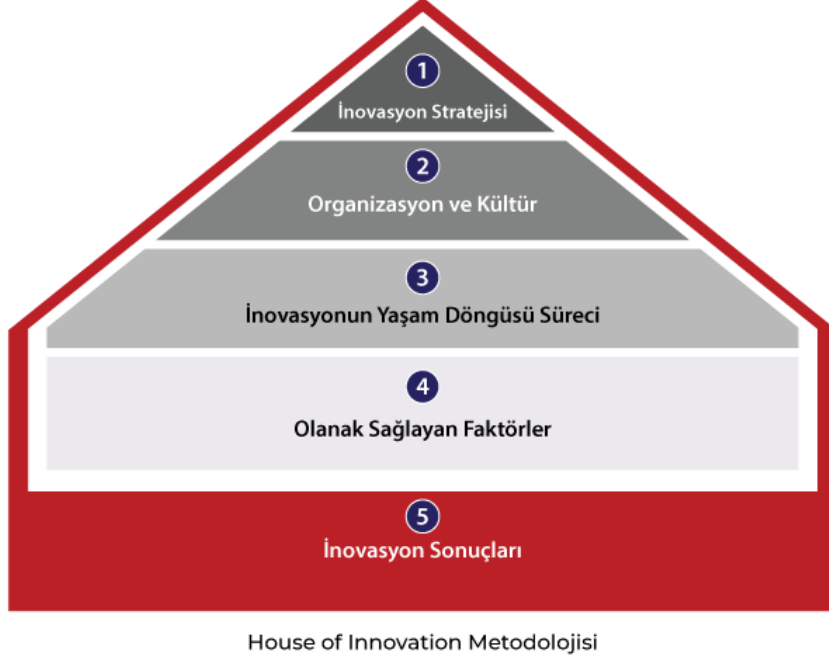 1
İnovasyon Stratejisi
2
Organizasyon ve Kültür
3
İnovasyonun Yaşam Döngüsü Süreci
4
Olanak Sağlayan Faktörler
5
İnovasyon Sonuçları
House of Innovation Metodolojisi